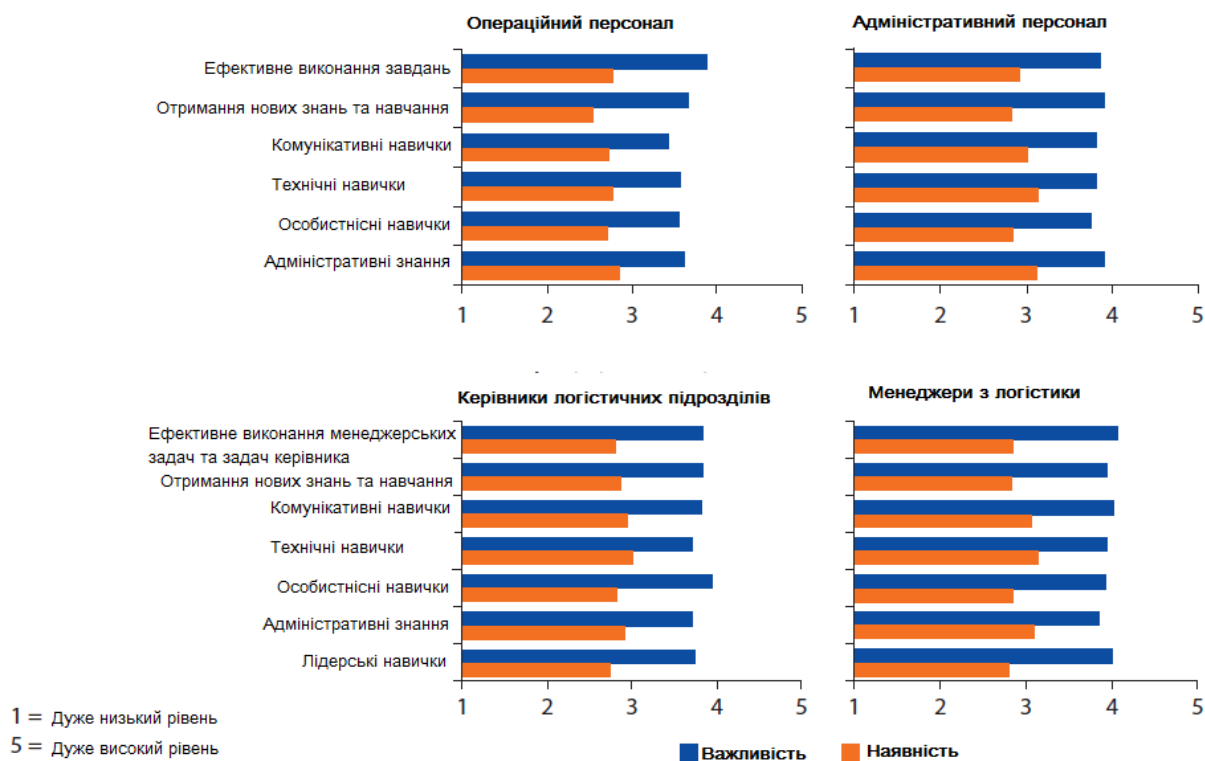 Операційний персонал
Адміністративний персонал
Ефективне виконання завдань
Отримання нових знань та навчання
Комунікативні навички
Технічні навички
Особистнісні навички
Адміністративні знання
1 2 3 4 5
1 2 3 4 5
Керівники логістичних підрозділів
Менеджери з логістики
Ефективне виконання менеджерських
задач та задач керівника
Отримання нових знань та навчання
Комунікативні навички
Технічні навички
Особистнісні навички
Адміністративні знання
Лідерські навички
1 2 3 4 5
1 2 3 4 5
1 = Дуже низький рівень
5 = Дуже високий рівень
Важливість
Наявність